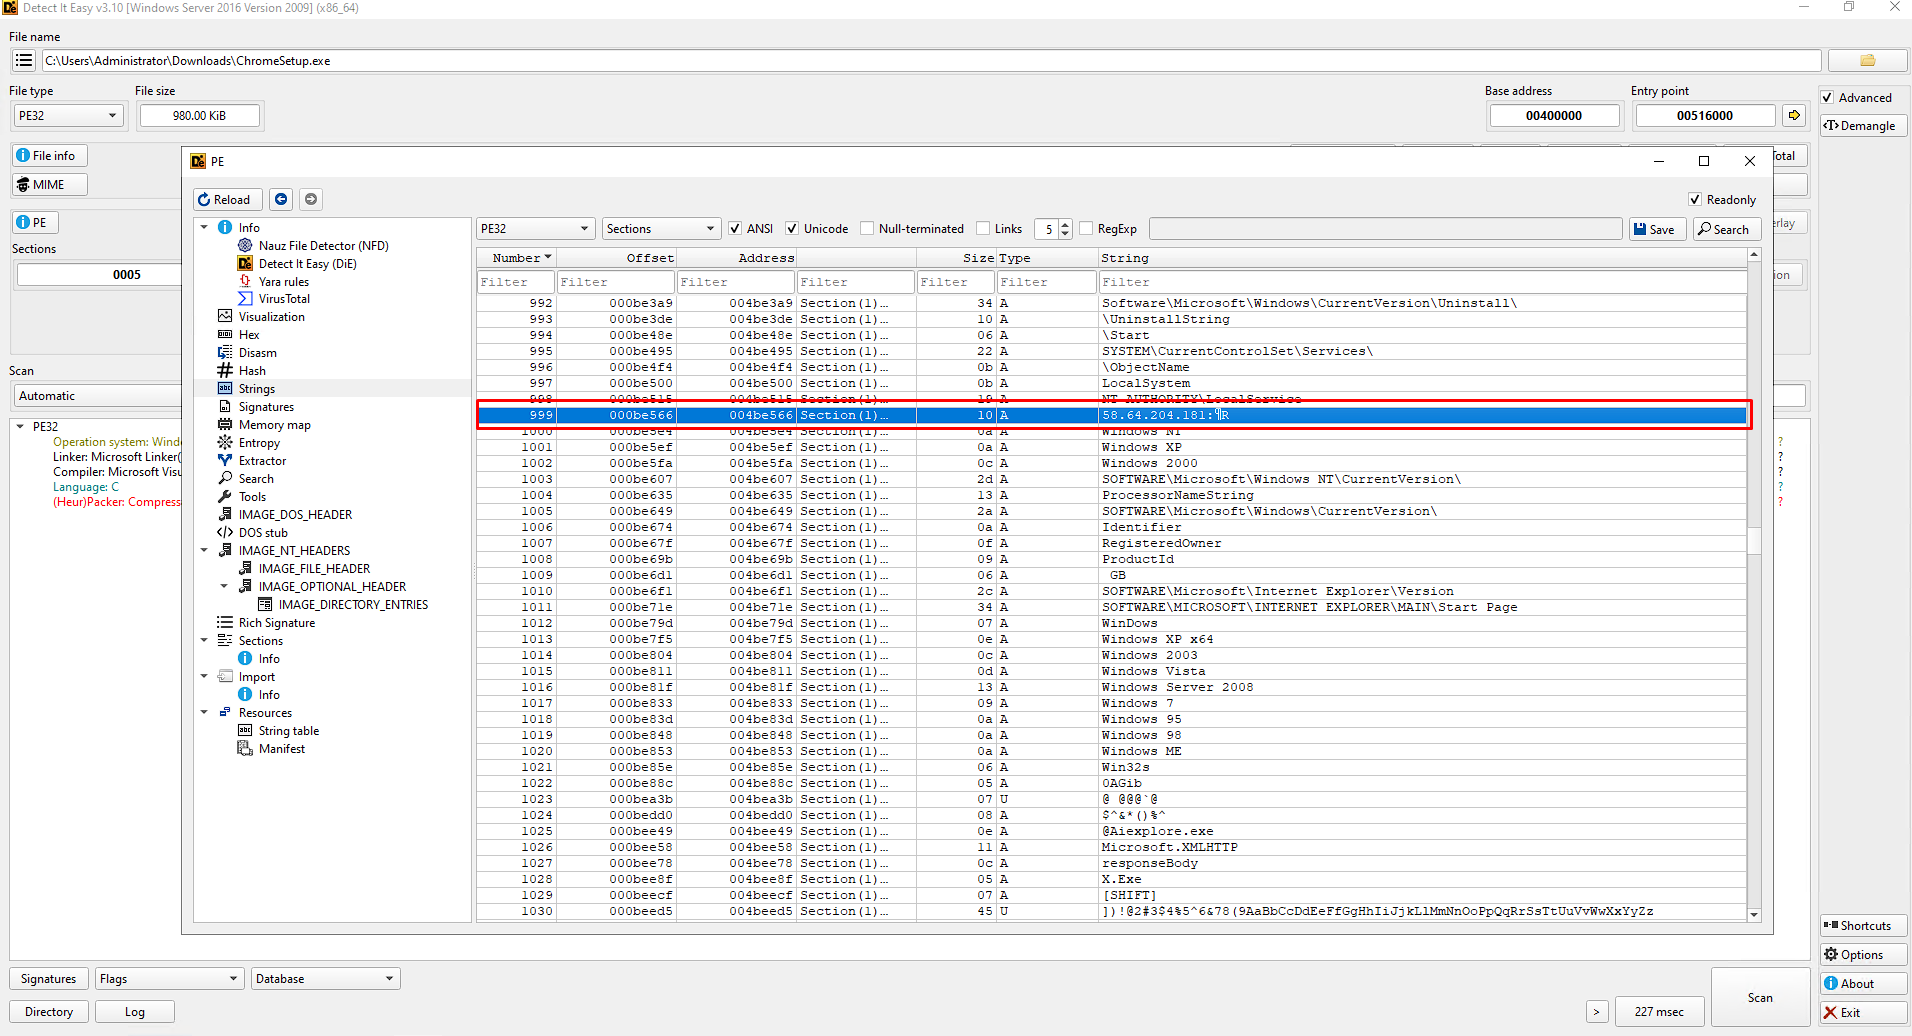 Detect It Easy v3.10 [Windows Server 2016 Version 2009] (x86_64)
File name
C:\Users\Administrator\Downloads\ChromeSetup.exe
File type File size Base address Entry point
PE32 980.00 KiB 00400000 00516000
Advanced
Demangle
File info
MIME
PE
Sections
0005
Scan
Automatic
PE32
Operation system: Wind
Linker: Microsoft Linker(
Compiler: Microsoft Visu
Language: C
(Heur)Packer: Compress
otal
erlay
ion
?
?
?
?
?
PE
Reload
Readonly
Info
Nauz File Detector (NFD)
Detect It Easy (DiE)
Yara rules
VirusTotal
Visualization
Hex
Disasm
Hash
Strings
Signatures
Memory map
Entropy
Extractor
Search
Tools
IMAGE_DOS_HEADER
DOS stub
IMAGE_NT_HEADERS
IMAGE_FILE_HEADER
IMAGE_OPTIONAL_HEADER
IMAGE_DIRECTORY_ENTRIES
Rich Signature
Sections
Info
Import
Info
Resources
String table
Manifest
PE32 Sections ANSI Unicode Null-terminated Links 5 RegExp Save Search
Number Offset Address Size Type String
Filter Filter Filter Filter Filter Filter Filter
992 000be3a9 004be3a9 Section(1)... 34 A Software\Microsoft\Windows\CurrentVersion\Uninstall\
993 000be3de 004be3de Section(1)... 10 A \UninstallString
994 000be48e 004be48e Section(1)... 06 A \Start
995 000be495 004be495 Section(1)... 22 A SYSTEM\CurrentControlSet\Services\
996 000be4f4 004be4f4 Section(1)... 0b A \ObjectName
997 000be500 004be500 Section(1)... 0b A LocalSystem
998 000be515 004be515 Section(1)... 19 A NT AUTHORITY\LocalService
999 000be566 004be566 Section(1)... 10 A 58.64.204.181:
1000 000be5e4 004be5e4 Section(1)... 0a A Windows NT
1001 000be5ef 004be5ef Section(1)... 0a A Windows XP
1002 000be5fa 004be5fa Section(1)... 0c A Windows 2000
1003 000be607 004be607 Section(1)... 2d A SOFTWARE\Microsoft\Windows NT\CurrentVersion\
1004 000be635 004be635 Section(1)... 13 A ProcessorNameString
1005 000be649 004be649 Section(1)... 2a A SOFTWARE\Microsoft\Windows\CurrentVersion\
1006 000be674 004be674 Section(1)... 0a A Identifier
1007 000be67f 004be67f Section(1)... 0f A RegisteredOwner
1008 000be69b 004be69b Section(1)... 09 A ProductId
1009 000be6d1 004be6d1 Section(1)... 06 A GB
1010 000be6f1 004be6f1 Section(1)... 2c A SOFTWARE\Microsoft\Internet Explorer\Version
1011 000be71e 004be71e Section(1)... 34 A SOFTWARE\MICROSOFT\INTERNET EXPLORER\MAIN\Start Page
1012 000be79d 004be79d Section(1)... 07 A WinDows
1013 000be7f5 004be7f5 Section(1)... 0e A Windows XP x64
1014 000be804 004be804 Section(1)... 0c A Windows 2003
1015 000be811 004be811 Section(1)... 0d A Windows Vista
1016 000be81f 004be81f Section(1)... 13 A Windows Server 2008
1017 000be833 004be833 Section(1)... 09 A Windows 7
1018 000be83d 004be83d Section(1)... 0a A Windows 95
1019 000be848 004be848 Section(1)... 0a A Windows 98
1020 000be853 004be853 Section(1)... 0a A Windows ME
1021 000be85e 004be85e Section(1)... 06 A Win32s
1022 000be88c 004be88c Section(1)... 05 A 0AGib
1023 000bea3b 004bea3b Section(1)... 07 U @ @@@`@
1024 000bedd0 004bedd0 Section(1)... 08 A $^&*()%^
1025 000bee49 004bee49 Section(1)... 0e A @Aiexplore.exe
1026 000bee58 004bee58 Section(1)... 11 A Microsoft.XMLHTTP
1027 000bee78 004bee78 Section(1)... 0c A responseBody
1028 000bee8f 004bee8f Section(1)... 05 A X.Exe
1029 000beecf 004beecf Section(1)... 07 A [SHIFT]
1030 000beed5 004beed5 Section(1)... 45 U ])!@2#3$4%5^6&78(9AaBbCcDdEeFfGgHhIiJjKkLlMmNnOoPpQqRrSsTtUuVvWwXxYyZz
Shortcuts
Options
About
Exit
Signatures Flags Database
Directory Log
> 227 msec Scan